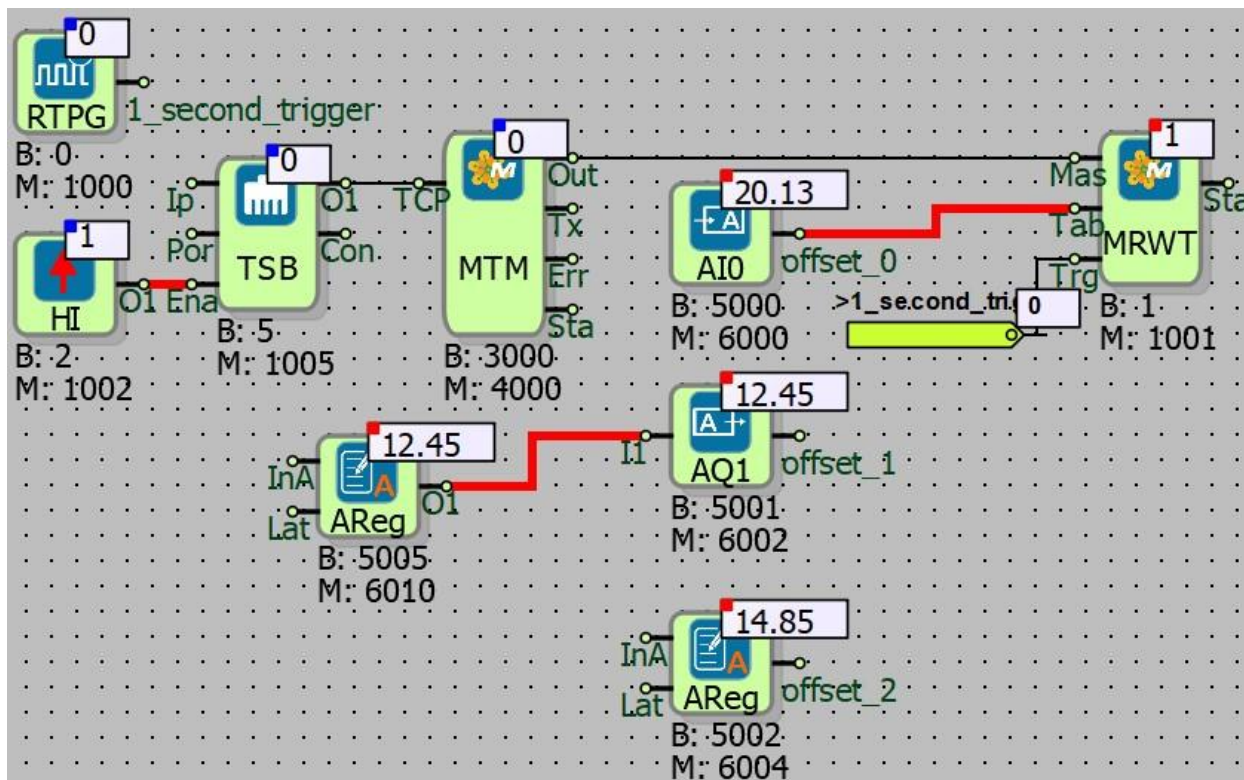 0
RTPG
1_second_trigger
B: 0
M: 1000
1
O1
HI
B: 2
M: 1002
0
Ip
O1
Por
Con
Ena
TSB
B: 5
M: 1005
0
M
TCP
Out
Tx
Err
Sta
MTM
B: 3000
M: 4000
20.13
A
AI0
offset_0
B: 5000
M: 6000
>1_second_tri
0
1
M
Mas
Tab
Trg
Sta
MRWT
B: 1
M: 1001
12.45
InA
A
O1
Lat
AReg
B: 5005
M: 6010
12.45
A
I1
AQ1
offset_1
B: 5001
M: 6002
14.85
InA
A
Lat
AReg
offset_2
B: 5002
M: 6004